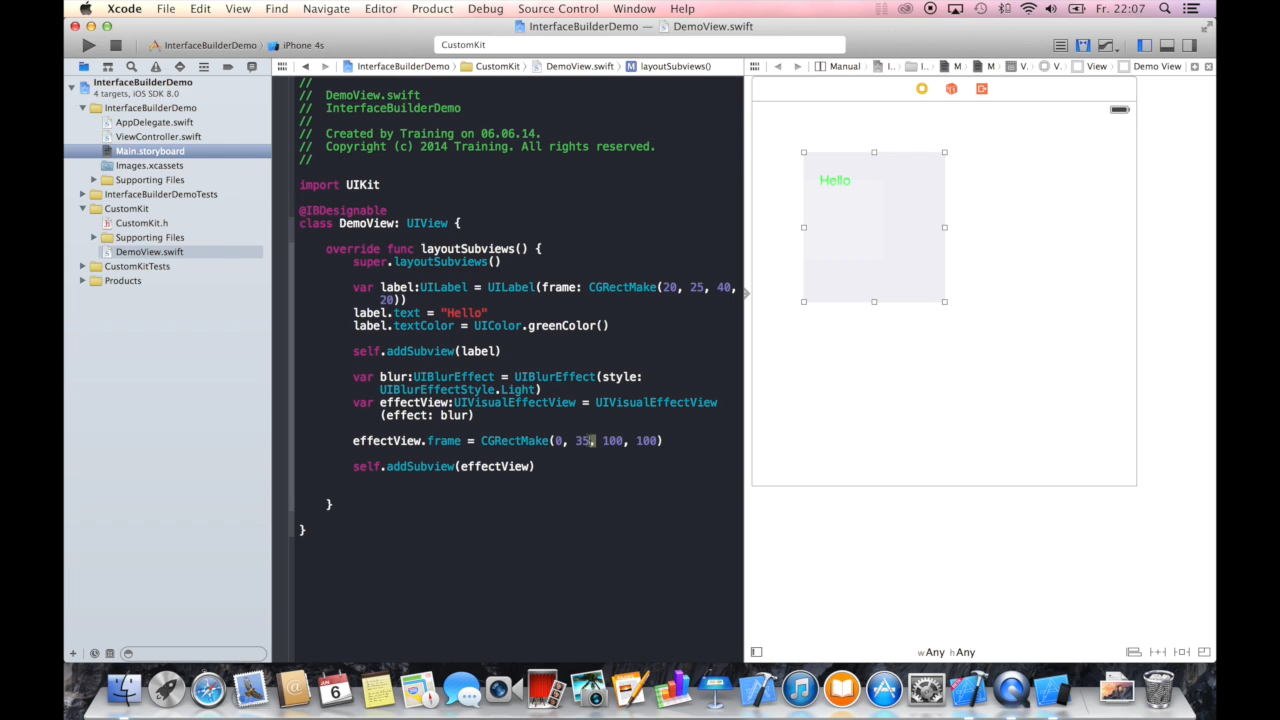 Xcode File Edit View Find Navigate Editor Product Debug Source Control Window Help Fr. 22:07
InterfaceBuilderDemo — DemoView.swift
InterfaceBuilderDemo iPhone 4s
CustomKit
InterfaceBuilderDemo CustomKit DemoView.swift M layoutSubviews()
Manual I.. I.. M M V.. V.. View Demo View
InterfaceBuilderDemo
4 targets, iOS SDK 8.0
InterfaceBuilderDemo
AppDelegate.swift
ViewController.swift
Main.storyboard
Images.xcassets
Supporting Files
InterfaceBuilderDemoTests
CustomKit
CustomKit.h
Supporting Files
DemoView.swift
CustomKitTests
Products
//
// DemoView.swift
// InterfaceBuilderDemo
//
// Created by Training on 06.06.14.
// Copyright (c) 2014 Training. All rights reserved.
//
import UIKit
@IBDesignable
class DemoView: UIView {
override func layoutSubviews() {
super.layoutSubviews()
var label:UILabel = UILabel(frame: CGRectMake(20, 25, 40,
20))
label.text = "Hello"
label.textColor = UIColor.greenColor()
self.addSubview(label)
var blur:UIBlurEffect = UIBlurEffect(style:
UIBlurEffectStyle.Light)
var effectView:UIVisualEffectView = UIVisualEffectView
(effect: blur)
effectView.frame = CGRectMake(0, 35, 100, 100)
self.addSubview(effectView)
}
}
Hello
wAny hAny